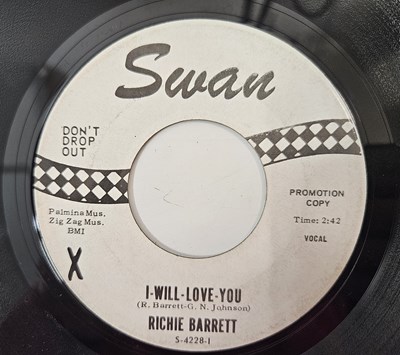 Swan
DON'T
DROP
OUT
PROMOTION
COPY
Palmina Mus.
Zig Zag Mus.
BMI
Time: 2:42
VOCAL
X
I-WILL-LOVE-YOU
(R. Barrett-G. N. Johnson)
RICHIE BARRETT
S-4228-1